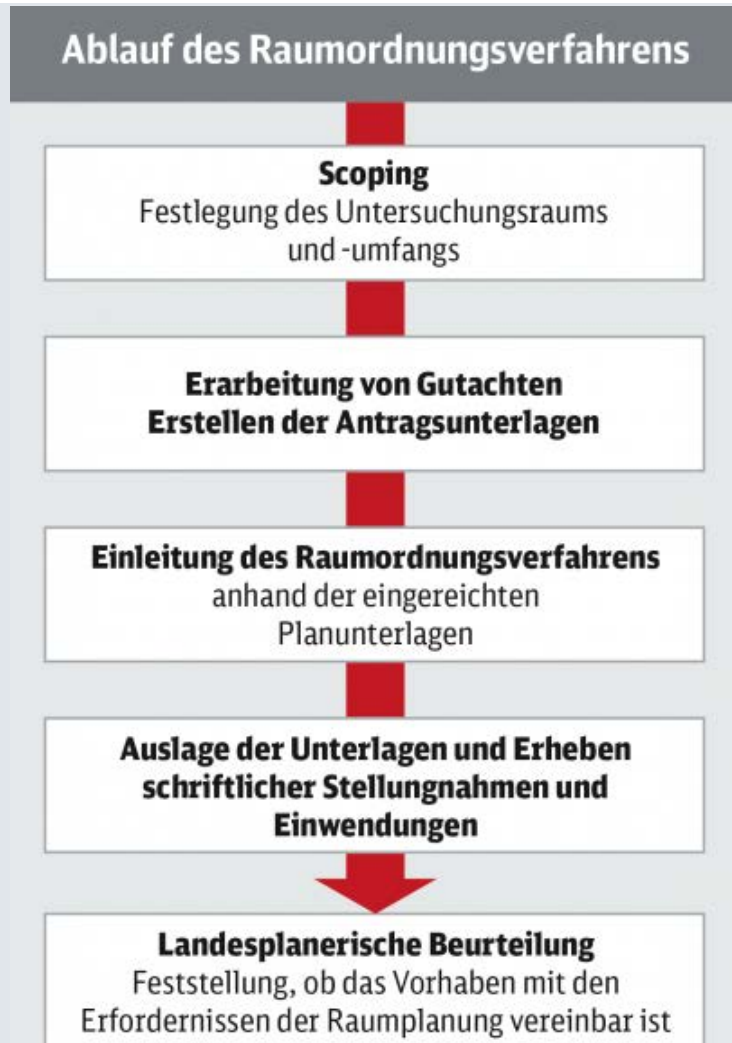 Ablauf des Raumordnungsverfahrens
Scoping
Festlegung des Untersuchungsraums
und -umfangs
Erarbeitung von Gutachten
Erstellen der Antragsunterlagen
Einleitung des Raumordnungsverfahrens
anhand der eingereichten
Planunterlagen
Auslage der Unterlagen und Erheben
schriftlicher Stellungnahmen und
Einwendungen
Landesplanerische Beurteilung
Feststellung, ob das Vorhaben mit den
Erfordernissen der Raumplanung vereinbar ist